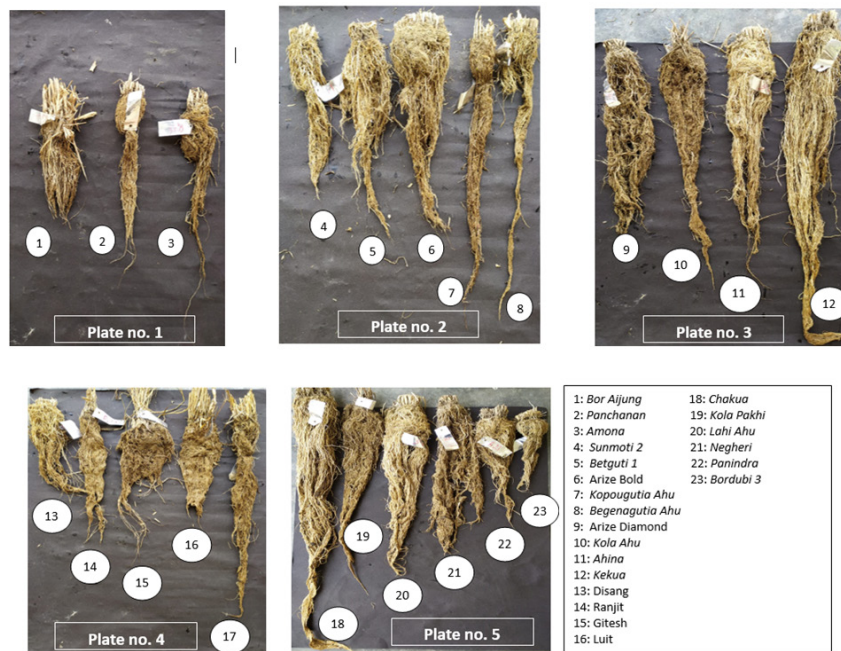 1
2
3
Plate no. 1
4
5
6
7
8
Plate no. 2
9
10
11
12
Plate no. 3
13
14
15
16
17
Plate no. 4
18
19
20
21
22
23
Plate no. 5
1: Bor Aijung
2: Panchanan
3: Amona
4: Sunmoti 2
5: Betguti 1
6: Arize Bold
7: Kopougutia Ahu
8: Begenagutia Ahu
9: Arize Diamond
10: Kola Ahu
11: Ahina
12: Kekua
13: Disang
14: Ranjit
15: Gitesh
16: Luit
18: Chakua
19: Kola Pakhi
20: Lahi Ahu
21: Negheri
22: Panindra
23: Bordubi 3